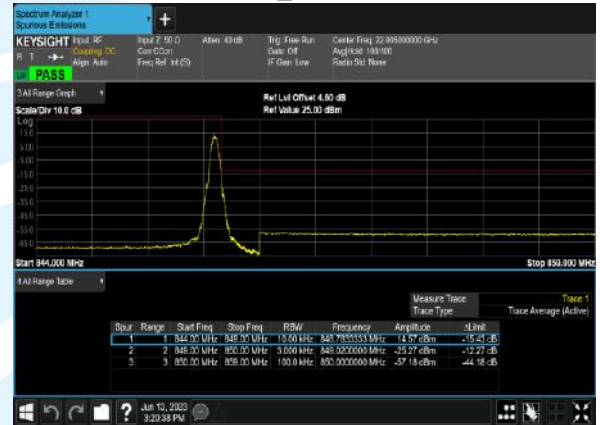 Spectrum Analyzer 1
Spurious Emissions
+
KEYSIGHT Input: RF Input Z: 50 Ω Atten: 40 dB Trig: Free Run Center Freq: 22.005000000 GHz
R T Coupling: DC Corr CCorr Gate: Off Avg|Hold: 100/100
Align: Auto Freq Ref: Int (S) IF Gain: Low Radio Std: None
PASS
3 All Range Graph
Ref Lvl Offset 4.60 dB
Scale/Div 10.0 dB Ref Value 25.00 dBm
Log
15.0
5.00
-5.00
-15.0
-25.0
-35.0
-45.0
-55.0
-65.0
Start 844.000 MHz Stop 859.000 MHz
4 All Range Table
Measure Trace Trace 1
Trace Type Trace Average (Active)
Spur Range Start Freq Stop Freq RBW Frequency Amplitude ΔLimit
1 1 844.00 MHz 849.00 MHz 10.00 kHz 848.7833333 MHz 14.57 dBm -15.43 dB
2 2 849.00 MHz 850.00 MHz 3.000 kHz 849.0200000 MHz -25.27 dBm -12.27 dB
3 3 850.00 MHz 859.00 MHz 100.0 kHz 850.0000000 MHz -57.18 dBm -44.18 dB
? Jun 13, 2023
3:20:38 PM